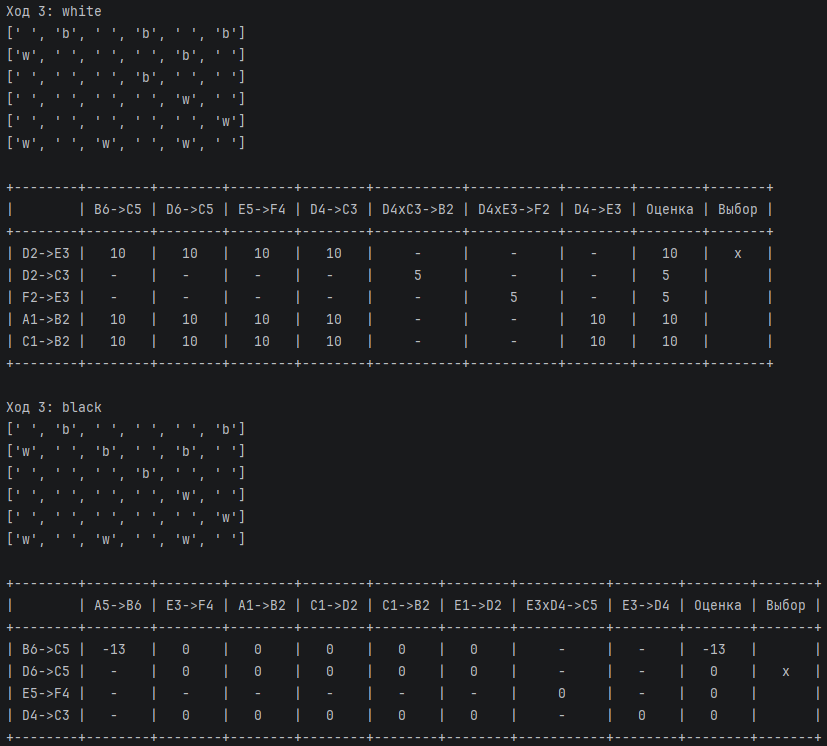 Ход 3: white
[' ', 'b', ' ', 'b', ' ', 'b']
['w', ' ', ' ', ' ', 'b', ' ']
[' ', ' ', ' ', 'b', ' ', ' ']
[' ', ' ', ' ', ' ', 'w', ' ']
[' ', ' ', ' ', ' ', ' ', 'w']
['w', ' ', 'w', ' ', 'w', ' ']
+--------+--------+--------+--------+--------+------------+------------+--------+--------+-------+
|        | B6->C5 | D6->C5 | E5->F4 | D4->C3 | D4xC3->B2 | D4xE3->F2 | D4->E3 | Оценка | Выбор |
+--------+--------+--------+--------+--------+-----------+-----------+--------+--------+-------+
| D2->E3 |   10   |   10   |   10   |   10   |     -     |     -     |   -    |   10   |   x   |
| D2->C3 |   -    |   -    |   -    |   -    |     5     |     -     |   -    |   5    |       |
| F2->E3 |   -    |   -    |   -    |   -    |     -     |     5     |   -    |   5    |       |
| A1->B2 |   10   |   10   |   10   |   10   |     -     |     -     |   10   |   10   |       |
| C1->B2 |   10   |   10   |   10   |   10   |     -     |     -     |   10   |   10   |       |
+--------+--------+--------+--------+--------+-----------+-----------+--------+--------+-------+
Ход 3: black
[' ', 'b', ' ', ' ', ' ', 'b']
['w', ' ', 'b', ' ', 'b', ' ']
[' ', ' ', ' ', 'b', ' ', ' ']
[' ', ' ', ' ', ' ', 'w', ' ']
[' ', ' ', ' ', ' ', ' ', 'w']
['w', ' ', 'w', ' ', 'w', ' ']
+--------+--------+--------+--------+--------+--------+--------+-----------+--------+--------+-------+
|        | A5->B6 | E3->F4 | A1->B2 | C1->D2 | C1->B2 | E1->D2 | E3xD4->C5 | E3->D4 | Оценка | Выбор |
+--------+--------+--------+--------+--------+--------+--------+-----------+--------+--------+-------+
| B6->C5 |  -13   |   0    |   0    |   0    |   0    |   0    |     -     |   -    |  -13   |       |
| D6->C5 |   -    |   0    |   0    |   0    |   0    |   0    |     -     |   -    |   0    |   x   |
| E5->F4 |   -    |   -    |   -    |   -    |   -    |   -    |     0     |   -    |   0    |       |
| D4->C3 |   -    |   0    |   0    |   0    |   0    |   0    |     -     |   0    |   0    |       |
+--------+--------+--------+--------+--------+--------+--------+-----------+--------+--------+-------+